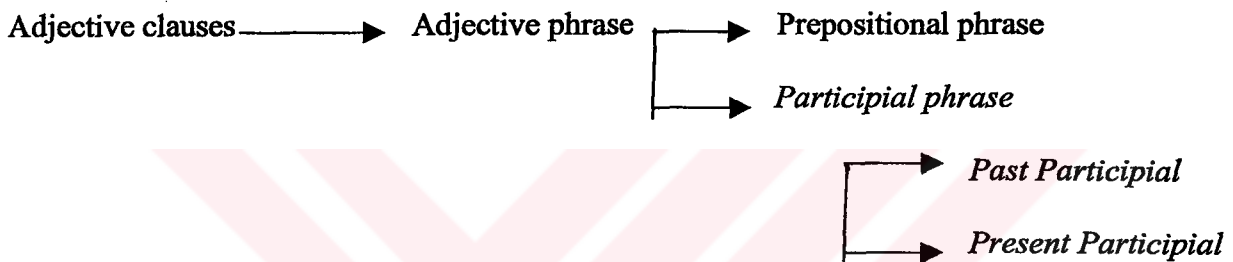 Adjective clauses Adjective phrase Prepositional phrase
Participial phrase
Past Participial
Present Participial